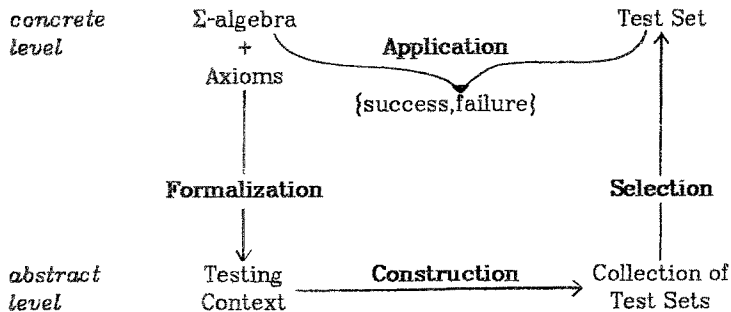 concrete level
Σ-algebra
+
Axioms
Application
Test Set
{success,failure}
Formalization
Selection
abstract level
Testing Context
Construction
Collection of Test Sets